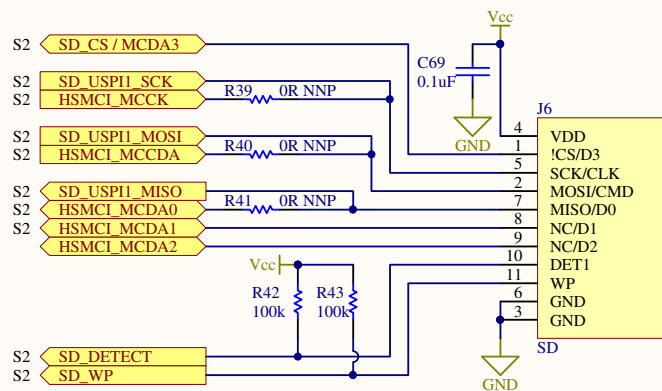 Vcc
S2 SD_CS / MCDA3
C69
0.1uF
S2 SD_USPI1_SCK
S2 HSMCI_MCCK R39 0R NNP
GND
J6
S2 SD_USPI1_MOSI
S2 HSMCI_MCCDA R40 0R NNP
4 VDD
1 !CS/D3
5 SCK/CLK
2 MOSI/CMD
7 MISO/D0
8 NC/D1
9 NC/D2
10 DET1
11 WP
6 GND
3 GND
SD
S2 SD_USPI1_MISO
S2 HSMCI_MCDA0 R41 0R NNP
S2 HSMCI_MCDA1
HSMCI_MCDA2
Vcc
R42 R43
100k 100k
S2 SD_DETECT
S2 SD_WP
GND